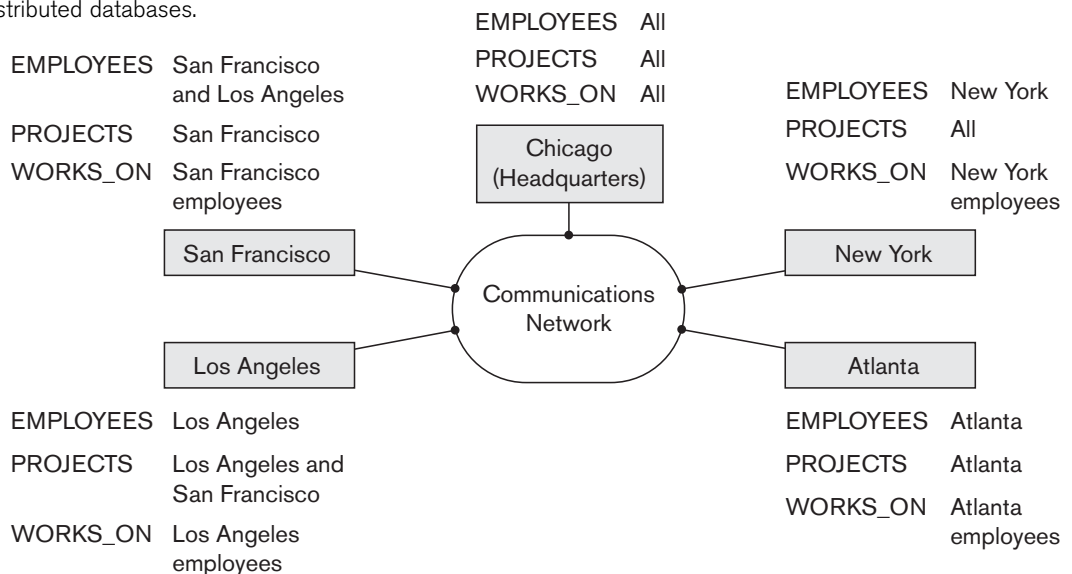 databases.
EMPLOYEES All
PROJECTS All
WORKS_ON All
Chicago
(Headquarters)
EMPLOYEES San Francisco
and Los Angeles
PROJECTS San Francisco
WORKS_ON San Francisco
employees
San Francisco
EMPLOYEES New York
PROJECTS All
WORKS_ON New York
employees
New York
Communications
Network
Los Angeles
EMPLOYEES Los Angeles
PROJECTS Los Angeles and
San Francisco
WORKS_ON Los Angeles
employees
Atlanta
EMPLOYEES Atlanta
PROJECTS Atlanta
WORKS_ON Atlanta
employees